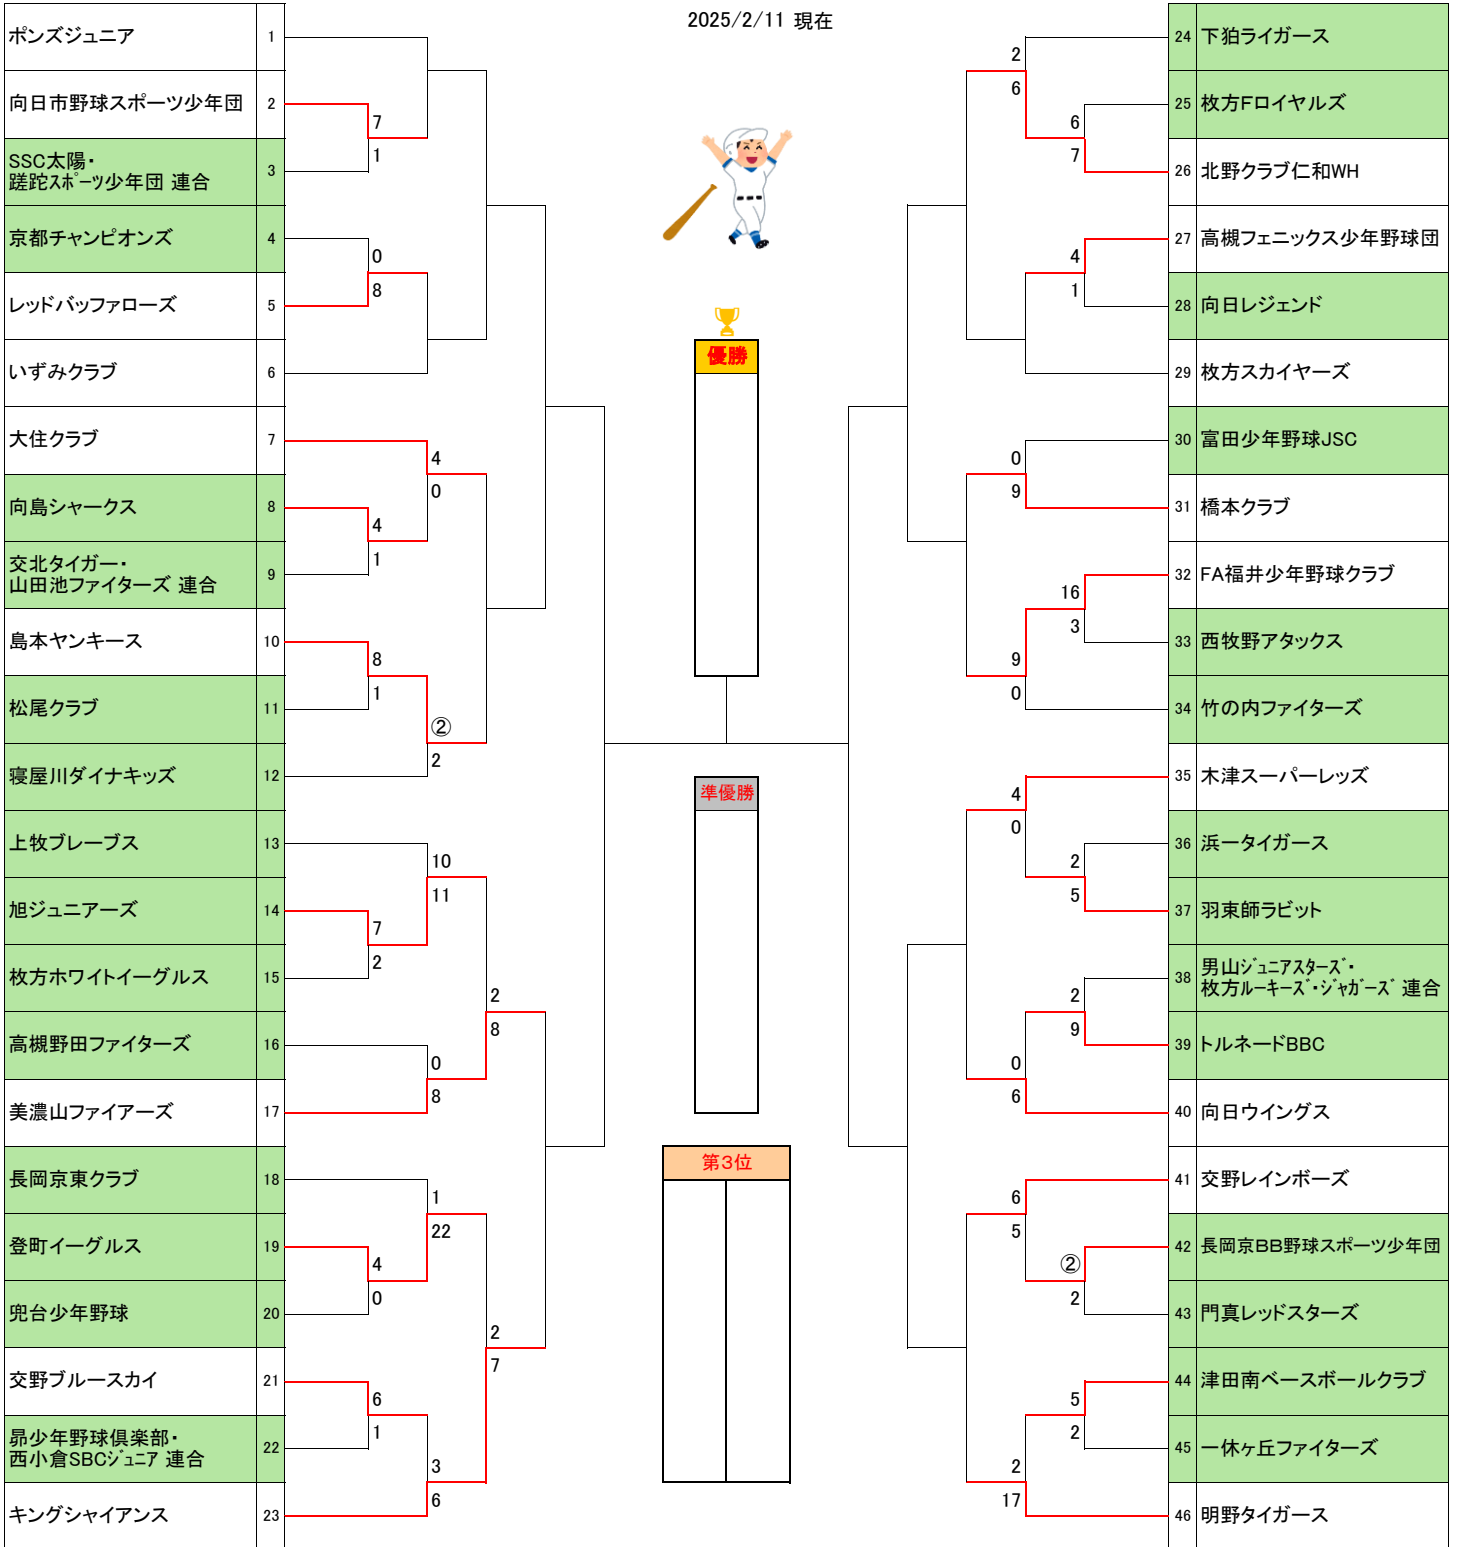 2025/2/11 現在
ポンズジュニア 1
向日市野球スポーツ少年団 2
7
1
SSC太陽・
蹉跎スポーツ少年団 連合 3
京都チャンピオンズ 4
0
8
レッドバッファローズ 5
いずみクラブ 6
大住クラブ 7
4
0
向島シャークス 8
4
1
交北タイガー・
山田池ファイターズ 連合 9
島本ヤンキース 10
8
1
松尾クラブ 11
②
2
寝屋川ダイナキッズ 12
上牧ブレーブス 13
10
11
旭ジュニアーズ 14
7
2
枚方ホワイトイーグルス 15
2
8
高槻野田ファイターズ 16
0
8
美濃山ファイアーズ 17
長岡京東クラブ 18
1
22
登町イーグルス 19
4
0
兜台少年野球 20
2
7
交野ブルースカイ 21
6
1
昴少年野球倶楽部・
西小倉SBCジュニア 連合 22
3
6
キングシャイアンス 23
優勝
準優勝
第3位
24 下狛ライガース
2
6
25 枚方Fロイヤルズ
6
7
26 北野クラブ仁和WH
27 高槻フェニックス少年野球団
4
1
28 向日レジェンド
29 枚方スカイヤーズ
30 富田少年野球JSC
0
9
31 橋本クラブ
32 FA福井少年野球クラブ
16
3
33 西牧野アタックス
9
0
34 竹の内ファイターズ
35 木津スーパーレッズ
4
0
36 浜一タイガース
2
5
37 羽束師ラビット
38 男山ジュニアスターズ・
枚方ルーキーズ・ジャガーズ 連合
2
9
39 トルネードBBC
0
6
40 向日ウイングス
41 交野レインボーズ
6
5
42 長岡京BB野球スポーツ少年団
②
2
43 門真レッドスターズ
44 津田南ベースボールクラブ
5
2
45 一休ヶ丘ファイターズ
2
17
46 明野タイガース